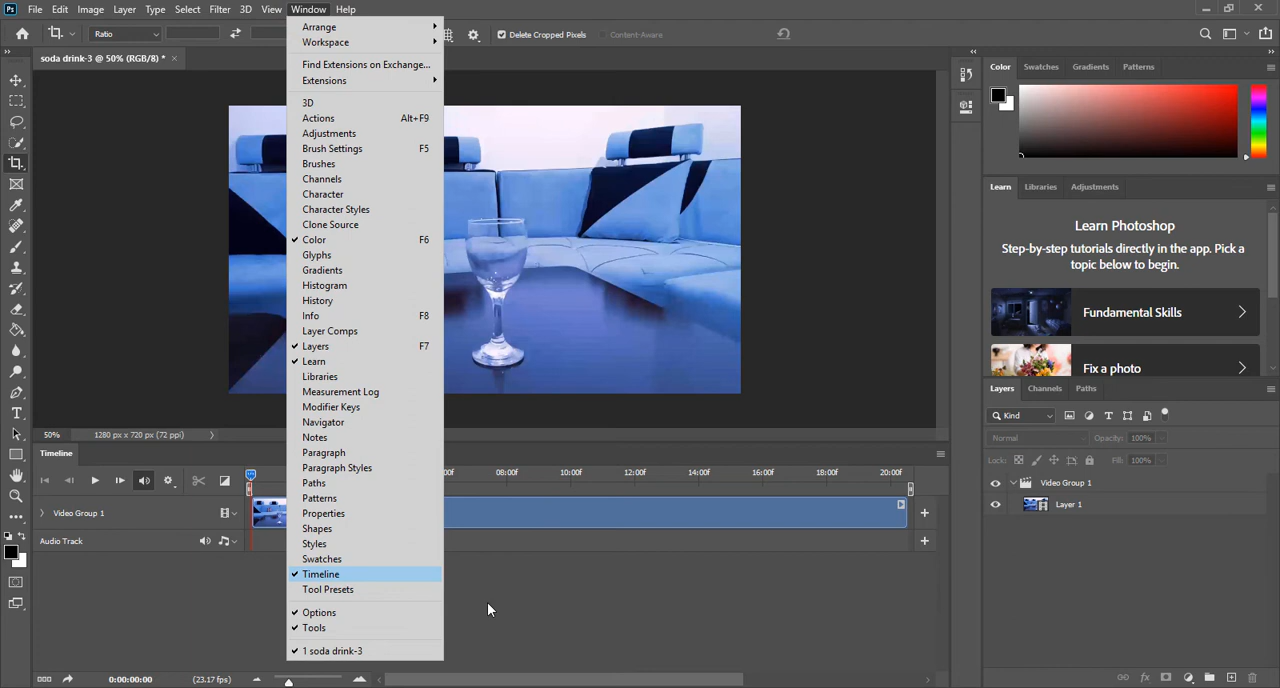 Ps File Edit Image Layer Type Select Filter 3D View Window Help
Ratio Delete Cropped Pixels Content-Aware
soda drink-3 @ 50% (RGB/8) *
Arrange
Workspace
Find Extensions on Exchange...
Extensions
3D
Actions Alt+F9
Adjustments
Brush Settings F5
Brushes
Channels
Character
Character Styles
Clone Source
Color F6
Glyphs
Gradients
Histogram
History
Info F8
Layer Comps
Layers F7
Learn
Libraries
Measurement Log
Modifier Keys
Navigator
Notes
Paragraph
Paragraph Styles
Paths
Patterns
Properties
Shapes
Styles
Swatches
Timeline
Tool Presets
Options
Tools
1 soda drink-3
50% 1280 px x 720 px (72 ppi)
Timeline
08:00f 10:00f 12:00f 14:00f 16:00f 18:00f 20:00f
Video Group 1
Audio Track
0:00:00:00 (23.17 fps)
Color Swatches Gradients Patterns
Learn Libraries Adjustments
Learn Photoshop
Step-by-step tutorials directly in the app. Pick a
topic below to begin.
Fundamental Skills
Fix a photo
Layers Channels Paths
Kind
Normal Opacity: 100%
Lock: Fill: 100%
Video Group 1
Layer 1
fx